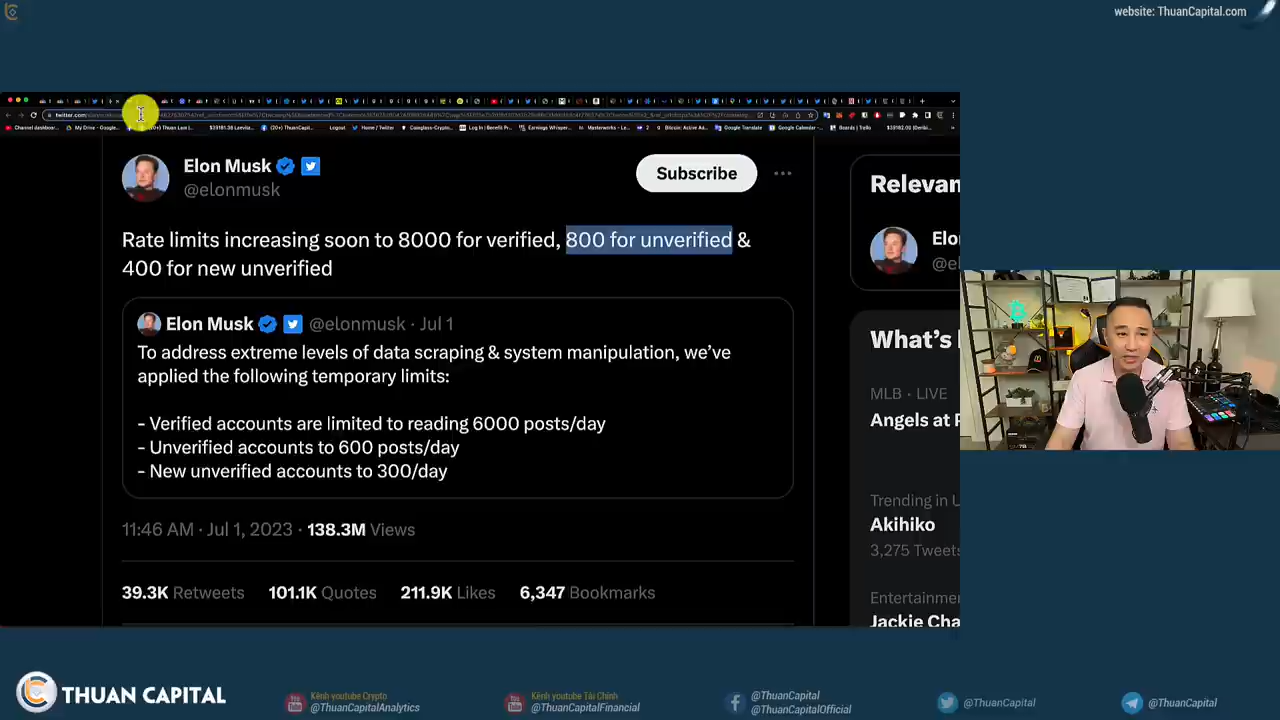 website: ThuanCapital.com
Elon Musk
@elonmusk
Subscribe
Rate limits increasing soon to 8000 for verified, 800 for unverified &
400 for new unverified
Elon Musk @elonmusk · Jul 1
To address extreme levels of data scraping & system manipulation, we’ve
applied the following temporary limits:
- Verified accounts are limited to reading 6000 posts/day
- Unverified accounts to 600 posts/day
- New unverified accounts to 300/day
11:46 AM · Jul 1, 2023 · 138.3M Views
39.3K Retweets 101.1K Quotes 211.9K Likes 6,347 Bookmarks
Relevan
Elo
@el
What’s
MLB · LIVE
Angels at P
Trending in U
Akihiko
3,275 Tweets
Entertainme
Jackie Cha
THUAN CAPITAL
Kênh youtube Crypto
@ThuanCapitalAnalytics
Kênh youtube Tài Chính
@ThuanCapitalFinancial
@ThuanCapital
@ThuanCapitalOfficial
@ThuanCapital
@ThuanCapital